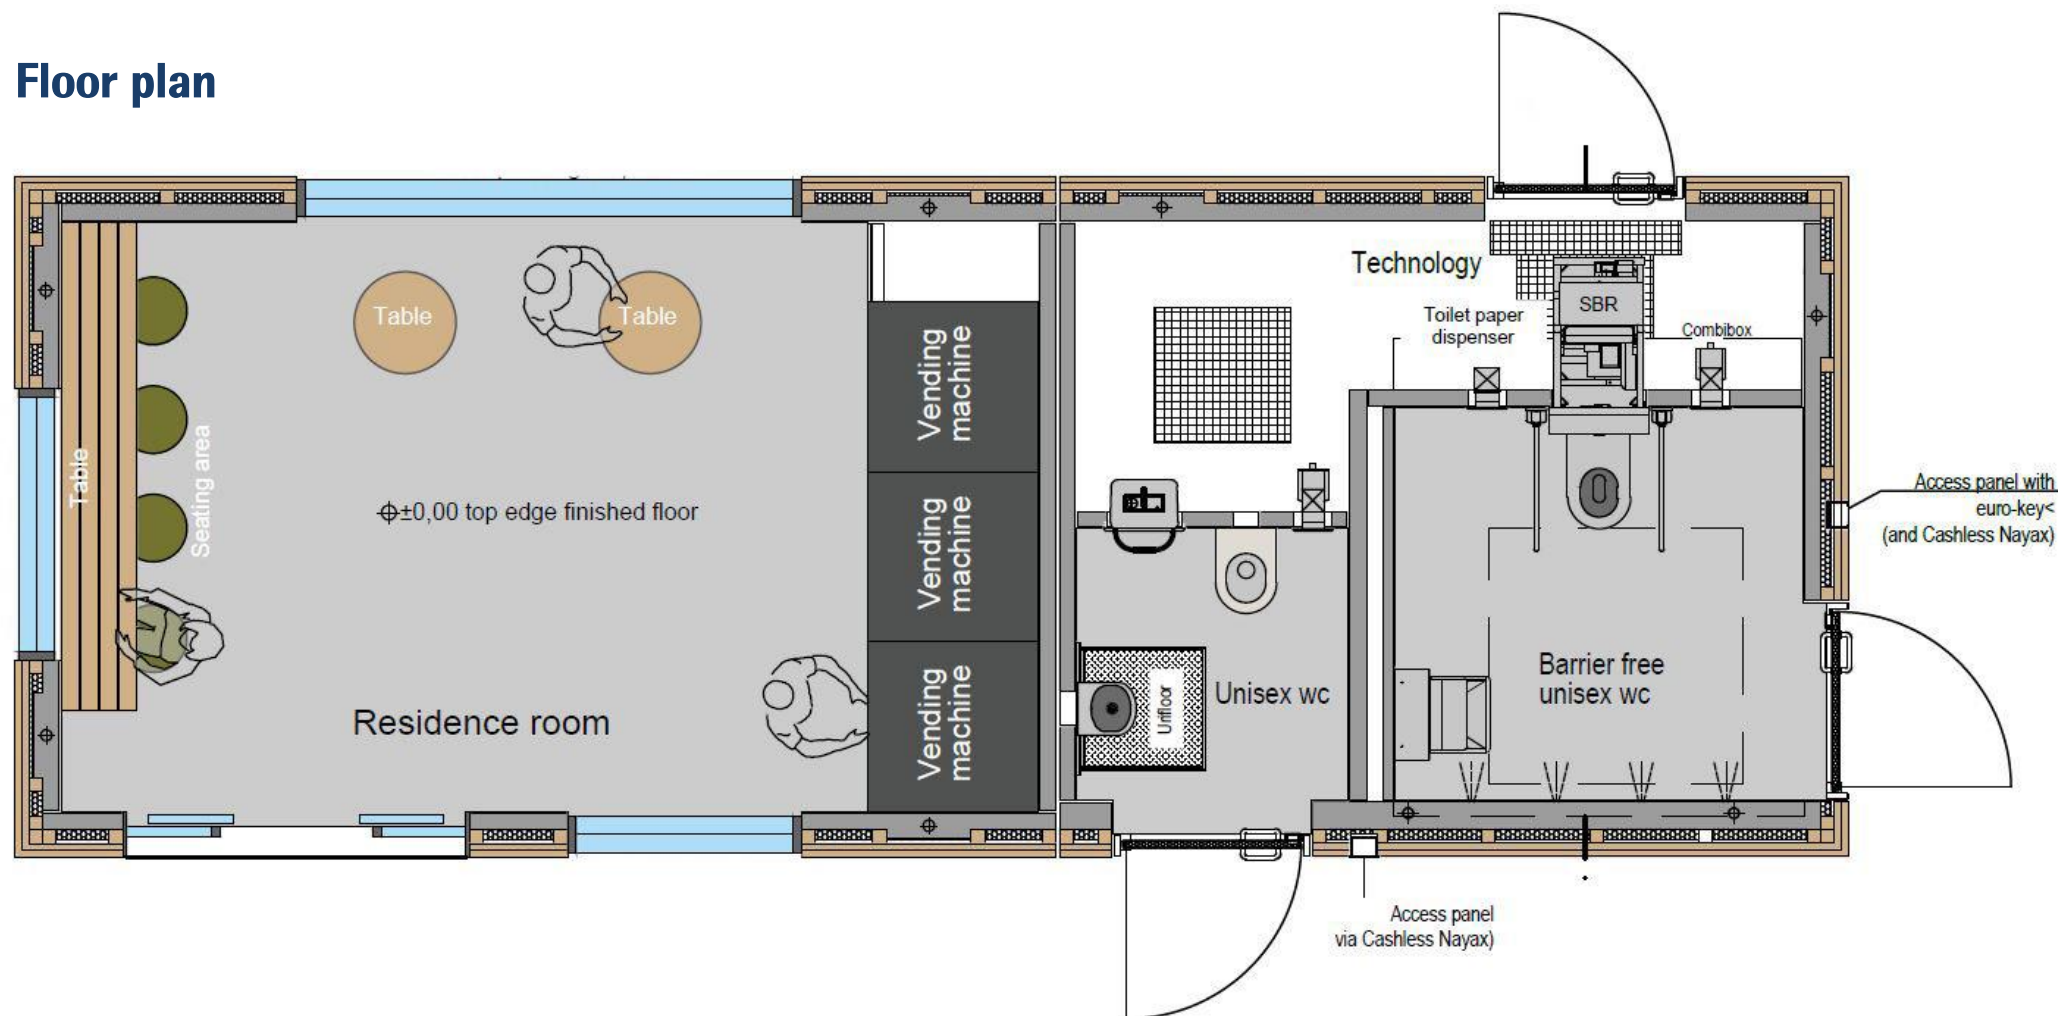 Floor plan
Technology
SBR
Toilet paper
dispenser
Combibox
Table
Table
Vending
machine
Table
Seating area
±0,00 top edge finished floor
Vending
machine
Access panel with
euro-key<
(and Cashless Nayax)
Residence room
Vending
machine
Urifloor
Unisex wc
Barrier free
unisex wc
Access panel
via Cashless Nayax)